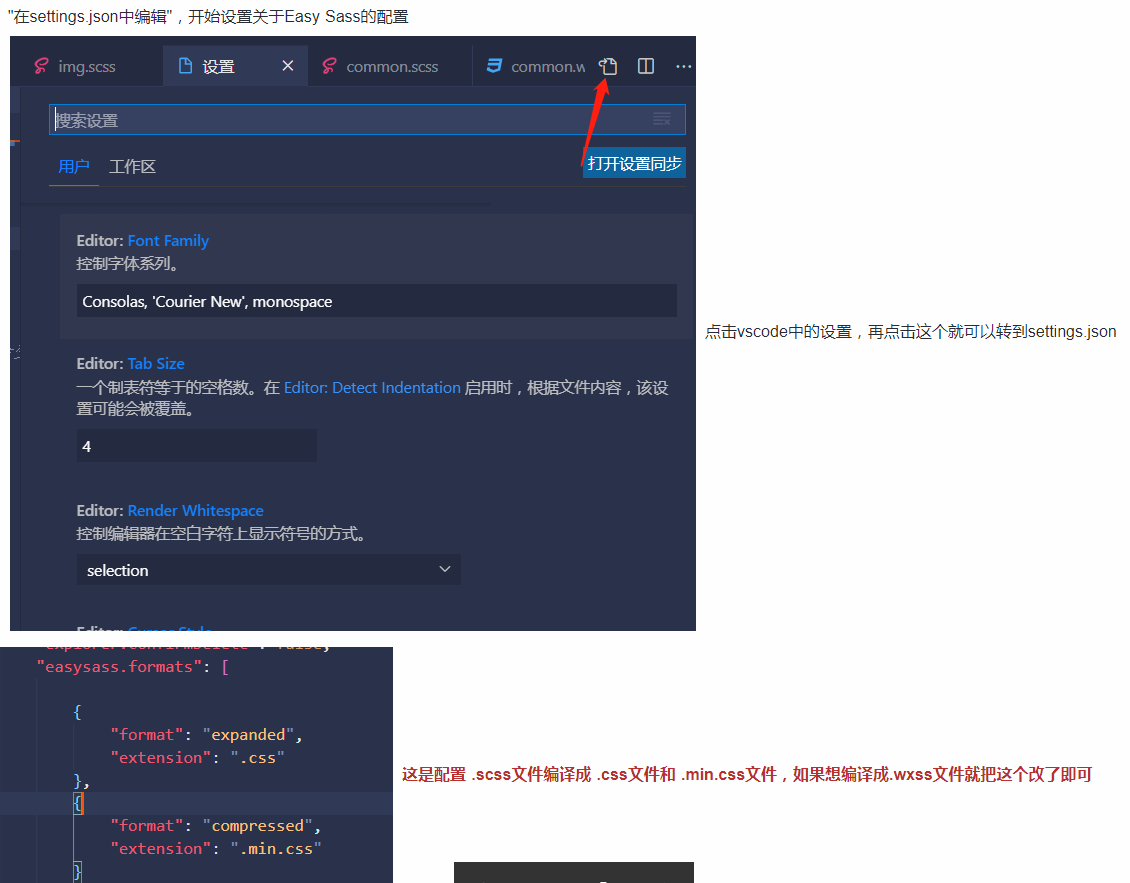 "在settings.json中编辑"，开始设置关于Easy Sass的配置
img.scss 设置 common.scss common.w
搜索设置
用户 工作区 打开设置同步
Editor: Font Family
控制字体系列。
Consolas, 'Courier New', monospace
点击vscode中的设置，再点击这个就可以转到settings.json
Editor: Tab Size
一个制表符等于的空格数。在 Editor: Detect Indentation 启用时，根据文件内容，该设
置可能会被覆盖。
4
Editor: Render Whitespace
控制编辑器在空白字符上显示符号的方式。
selection
Editor: Cursor Style
"easysass.formats": [
{
"format": "expanded",
"extension": ".css"
},
{
"format": "compressed",
"extension": ".min.css"
}
这是配置 .scss文件编译成 .css文件和 .min.css文件，如果想编译成.wxss文件就把这个改了即可